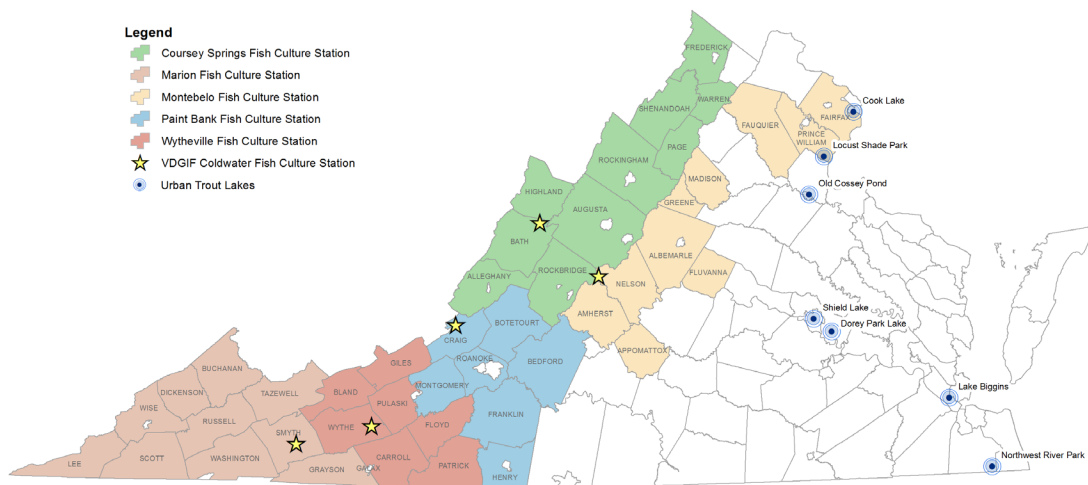 Legend
Coursey Springs Fish Culture Station
Marion Fish Culture Station
Montebelo Fish Culture Station
Paint Bank Fish Culture Station
Wytheville Fish Culture Station
VDGIF Coldwater Fish Culture Station
Urban Trout Lakes
FREDERICK
WARREN
SHENANDOAH
PAGE
ROCKINGHAM
HIGHLAND
AUGUSTA
BATH
ALLEGHANY
ROCKBRIDGE
FAUQUIER
FAIRFAX
PRINCE
WILLIAM
Cook Lake
Locust Shade Park
Old Cossey Pond
MADISON
GREENE
ALBEMARLE
FLUVANNA
NELSON
AMHERST
APPOMATTOX
Shield Lake
Dorey Park Lake
BOTETOURT
CRAIG
ROANOKE
BEDFORD
MONTGOMERY
FRANKLIN
HENRY
GILES
BLAND
PULASKI
WYTHE
FLOYD
CARROLL
PATRICK
GALAX
BUCHANAN
DICKENSON
TAZEWELL
WISE
RUSSELL
SMYTH
LEE
SCOTT
WASHINGTON
GRAYSON
Lake Biggins
Northwest River Park